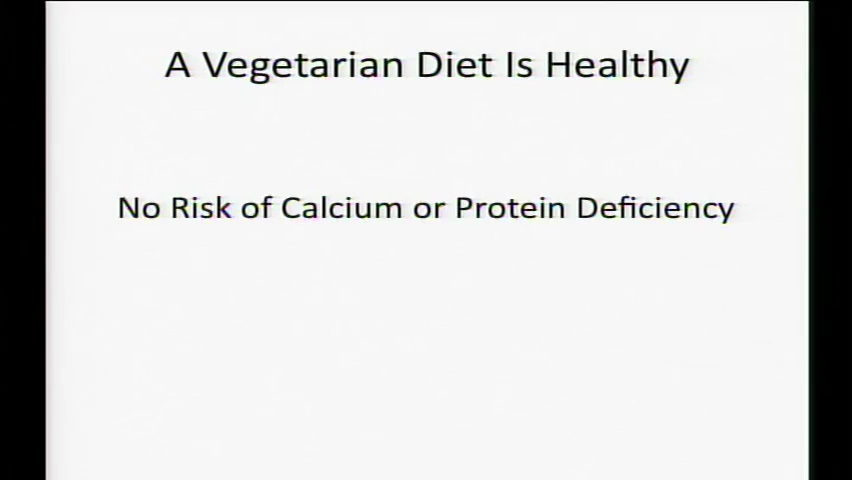 A Vegetarian Diet Is Healthy
No Risk of Calcium or Protein Deficiency